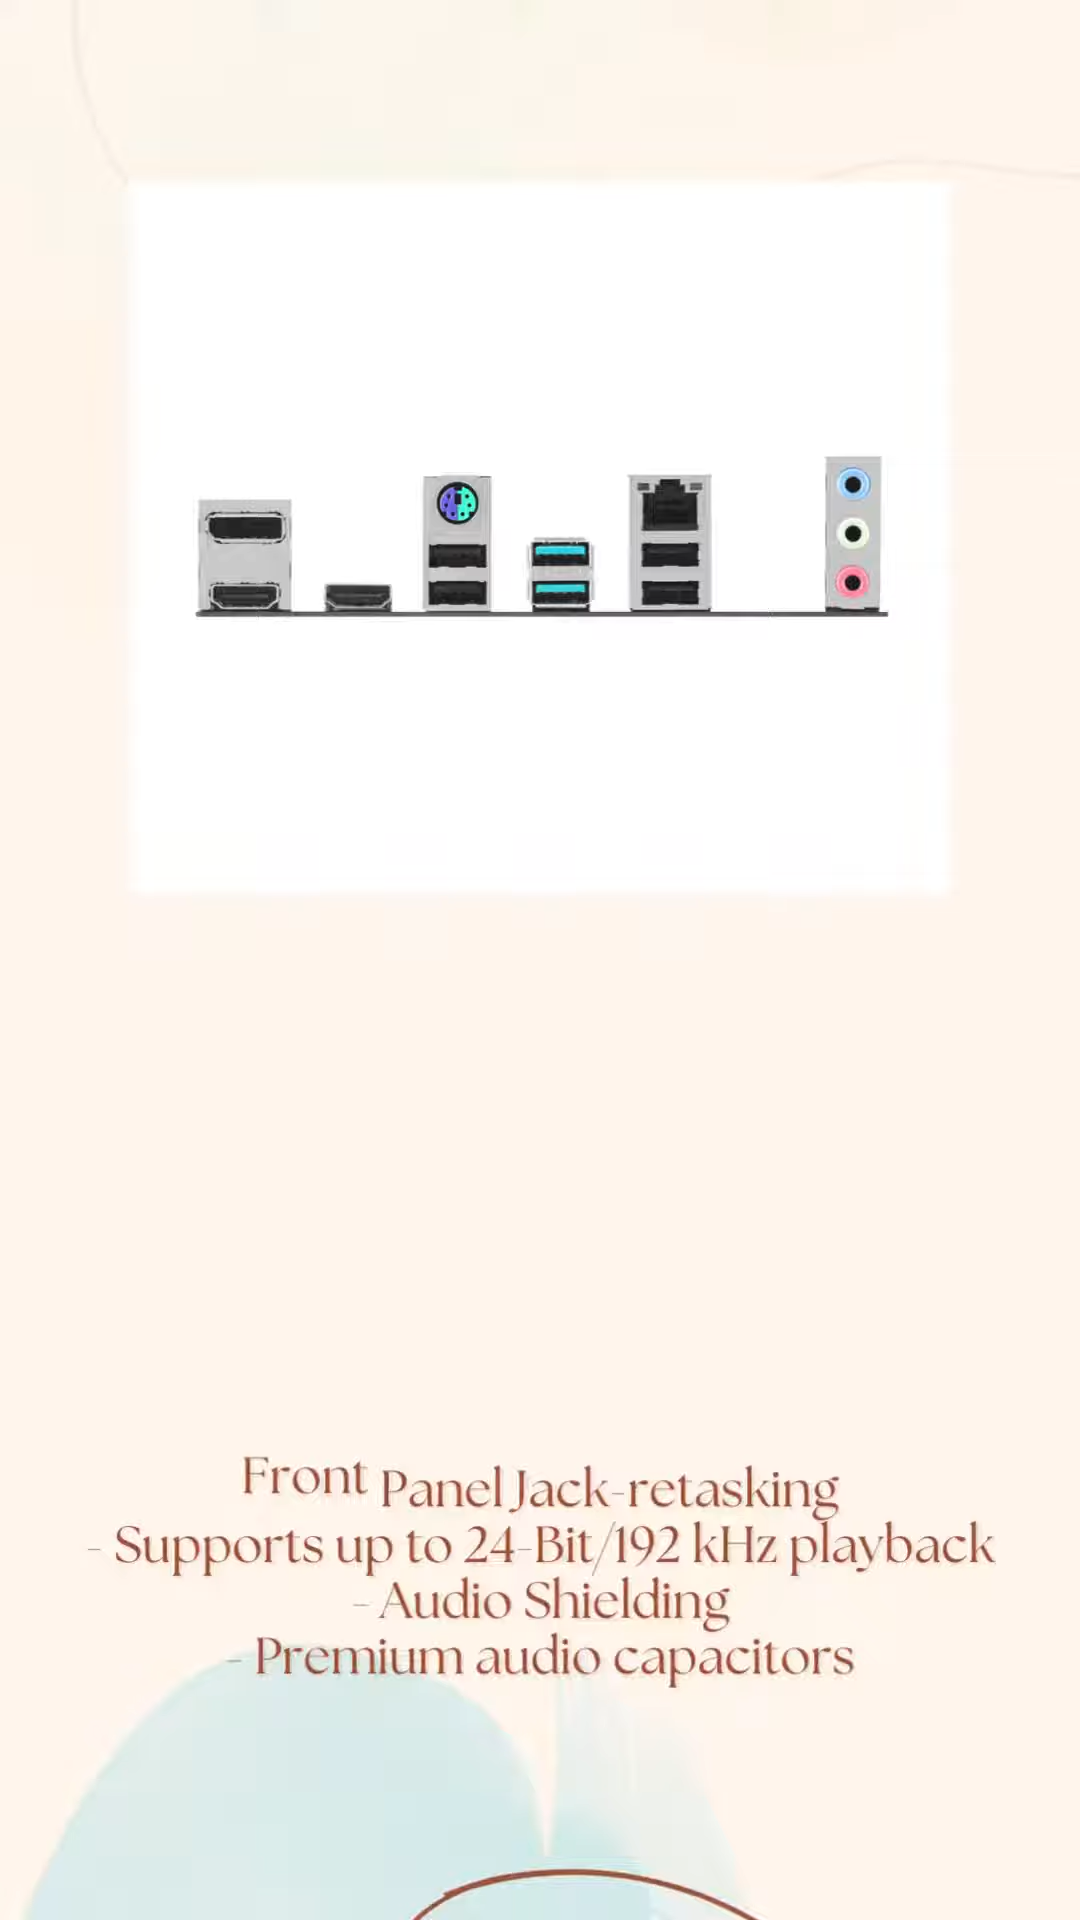 Front Panel Jack-retasking
- Supports up to 24-Bit/192 kHz playback
- Audio Shielding
- Premium audio capacitors